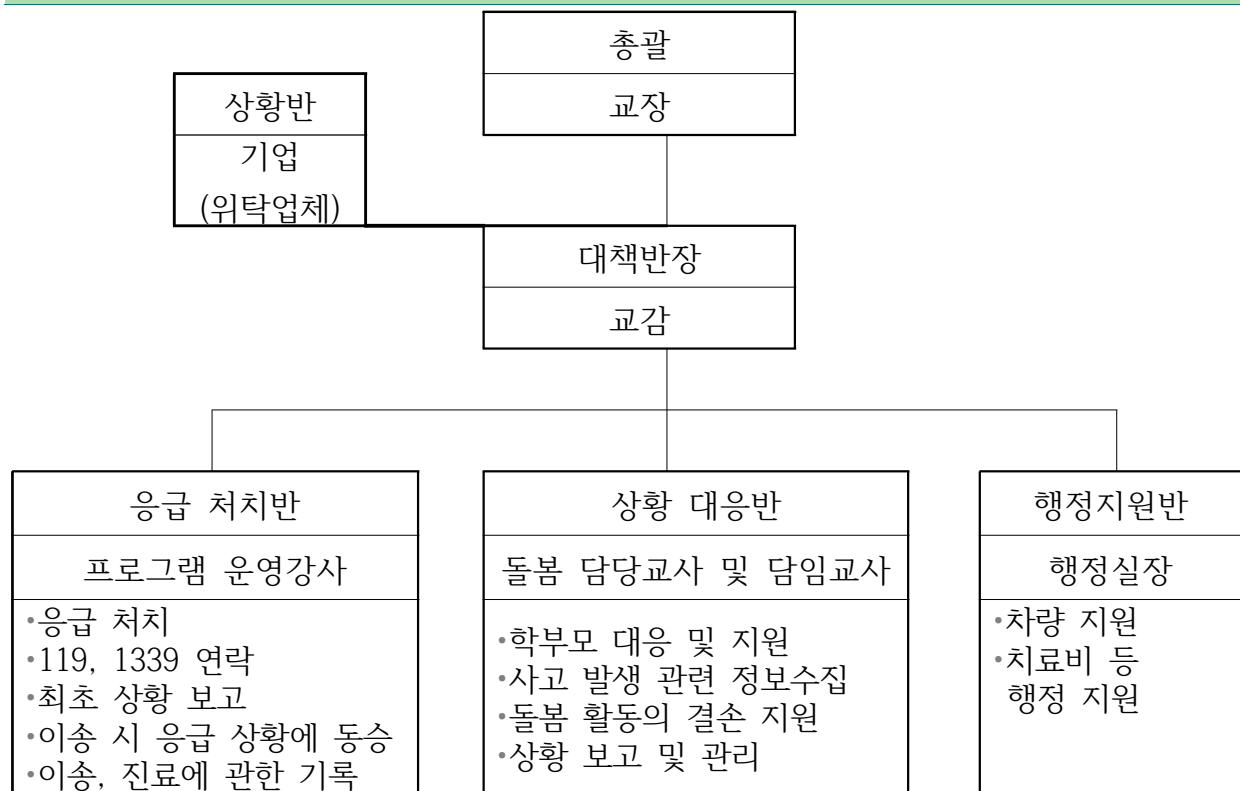 총괄
교장
상황반
기업
(위탁업체)
대책반장
교감
응급 처치반
프로그램 운영강사
•응급 처치
•119, 1339 연락
•최초 상황 보고
•이송 시 응급 상황에 동승
•이송, 진료에 관한 기록
상황 대응반
돌봄 담당교사 및 담임교사
•학부모 대응 및 지원
•사고 발생 관련 정보수집
•돌봄 활동의 결손 지원
•상황 보고 및 관리
행정지원반
행정실장
•차량 지원
•치료비 등
행정 지원